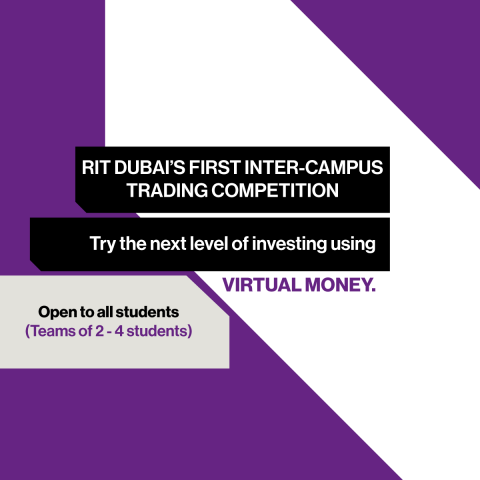 RIT DUBAI'S FIRST INTER-CAMPUS
TRADING COMPETITION
Try the next level of investing using
VIRTUAL MONEY.
Open to all students
(Teams of 2 - 4 students)